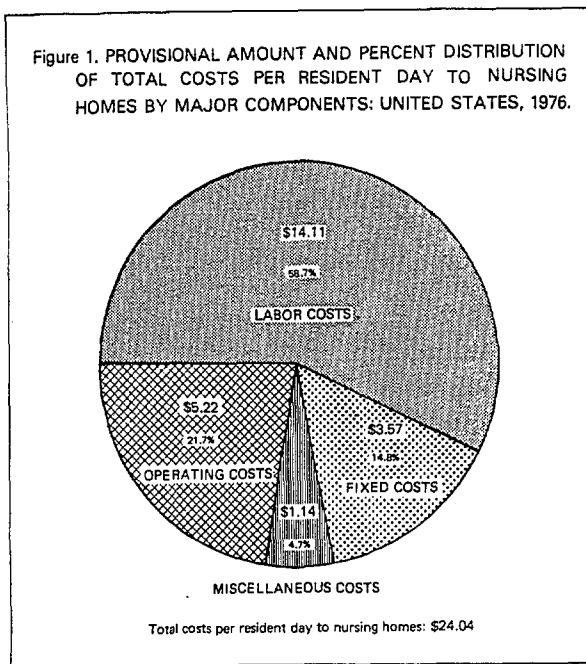 Figure 1. PROVISIONAL AMOUNT AND PERCENT DISTRIBUTION
OF TOTAL COSTS PER RESIDENT DAY TO NURSING
HOMES BY MAJOR COMPONENTS: UNITED STATES, 1976.
$14.11
58.7%
LABOR COSTS
$5.22
21.7%
OPERATING COSTS
$3.57
14.8%
FIXED COSTS
$1.14
4.7%
MISCELLANEOUS COSTS
Total costs per resident day to nursing homes: $24.04